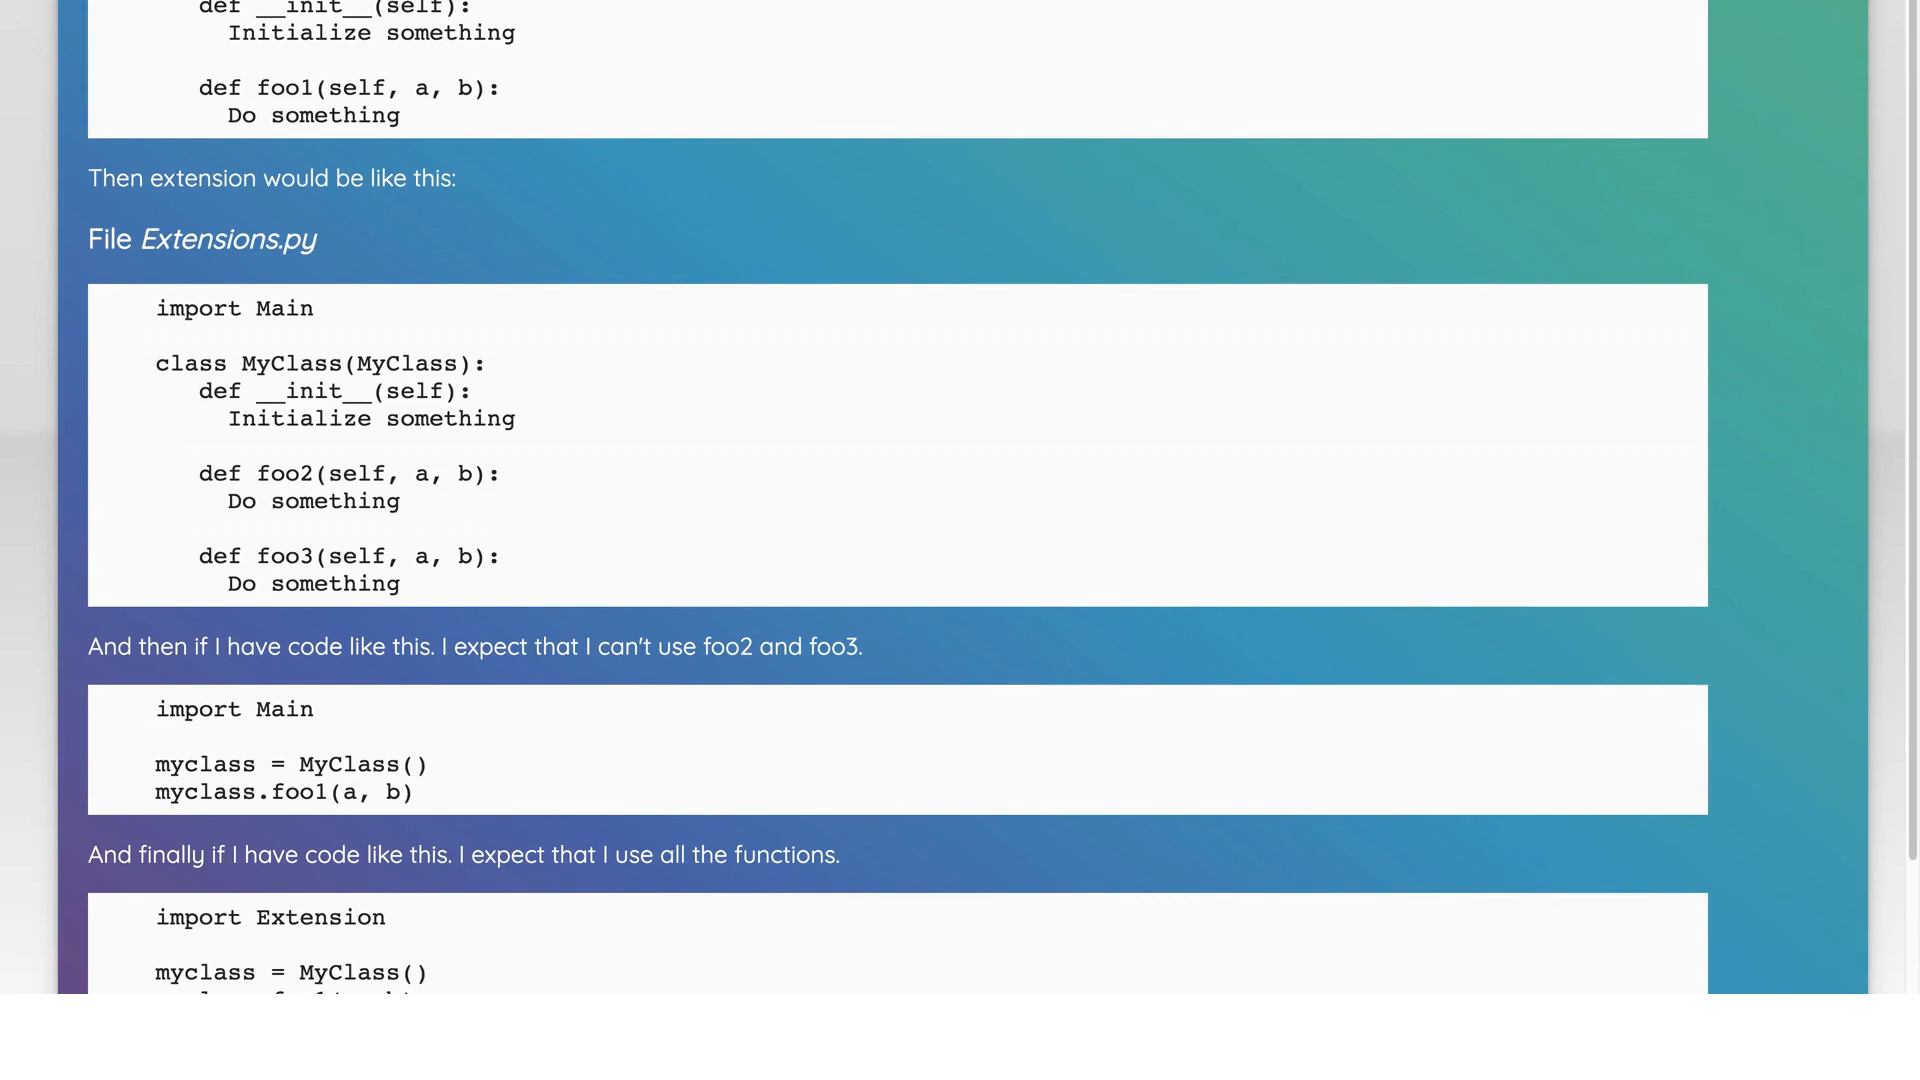 def __init__(self):
Initialize something
def foo1(self, a, b):
Do something
Then extension would be like this:
File Extensions.py
import Main
class MyClass(MyClass):
def __init__(self):
Initialize something
def foo2(self, a, b):
Do something
def foo3(self, a, b):
Do something
And then if I have code like this. I expect that I can't use foo2 and foo3.
import Main
myclass = MyClass()
myclass.foo1(a, b)
And finally if I have code like this. I expect that I use all the functions.
import Extension
myclass = MyClass()